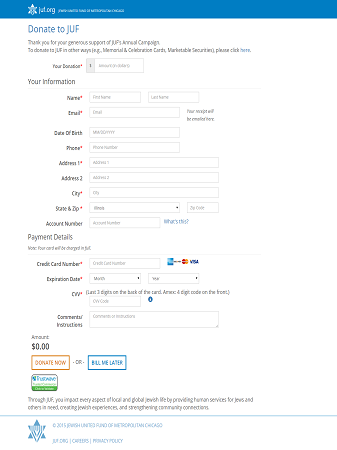 juf.org JEWISH UNITED FUND OF METROPOLITAN CHICAGO
Donate to JUF
Thank you for your generous support of JUF's Annual Campaign.
To donate to JUF in other ways (e.g., Memorial & Celebration Cards, Marketable Securities), please click here.
Your Donation* $ Amount (in dollars)
Your Information
Name* First Name Last Name
Email* Email Your receipt will
be emailed here.
Date Of Birth MM/DD/YYYY
Phone* Phone Number
Address 1* Address 1
Address 2 Address 2
City* City
State & Zip* Illinois Zip Code
Account Number Account Number What's this?
Payment Details
Note: Your card will be charged in full.
Credit Card Number* Credit Card Number VISA
Expiration Date* Month Year
CVV* (Last 3 digits on the back of the card. Amex: 4 digit code on the front.)
CVV Code
Comments/ Comments or Instructions
Instructions
Amount:
$0.00
DONATE NOW - OR - BILL ME LATER
Trustwave
Through JUF, you impact every aspect of local and global Jewish life by providing human services for Jews and
others in need, creating Jewish experiences, and strengthening community connections.
© 2015 JEWISH UNITED FUND OF METROPOLITAN CHICAGO
JUF.ORG | CAREERS | PRIVACY POLICY